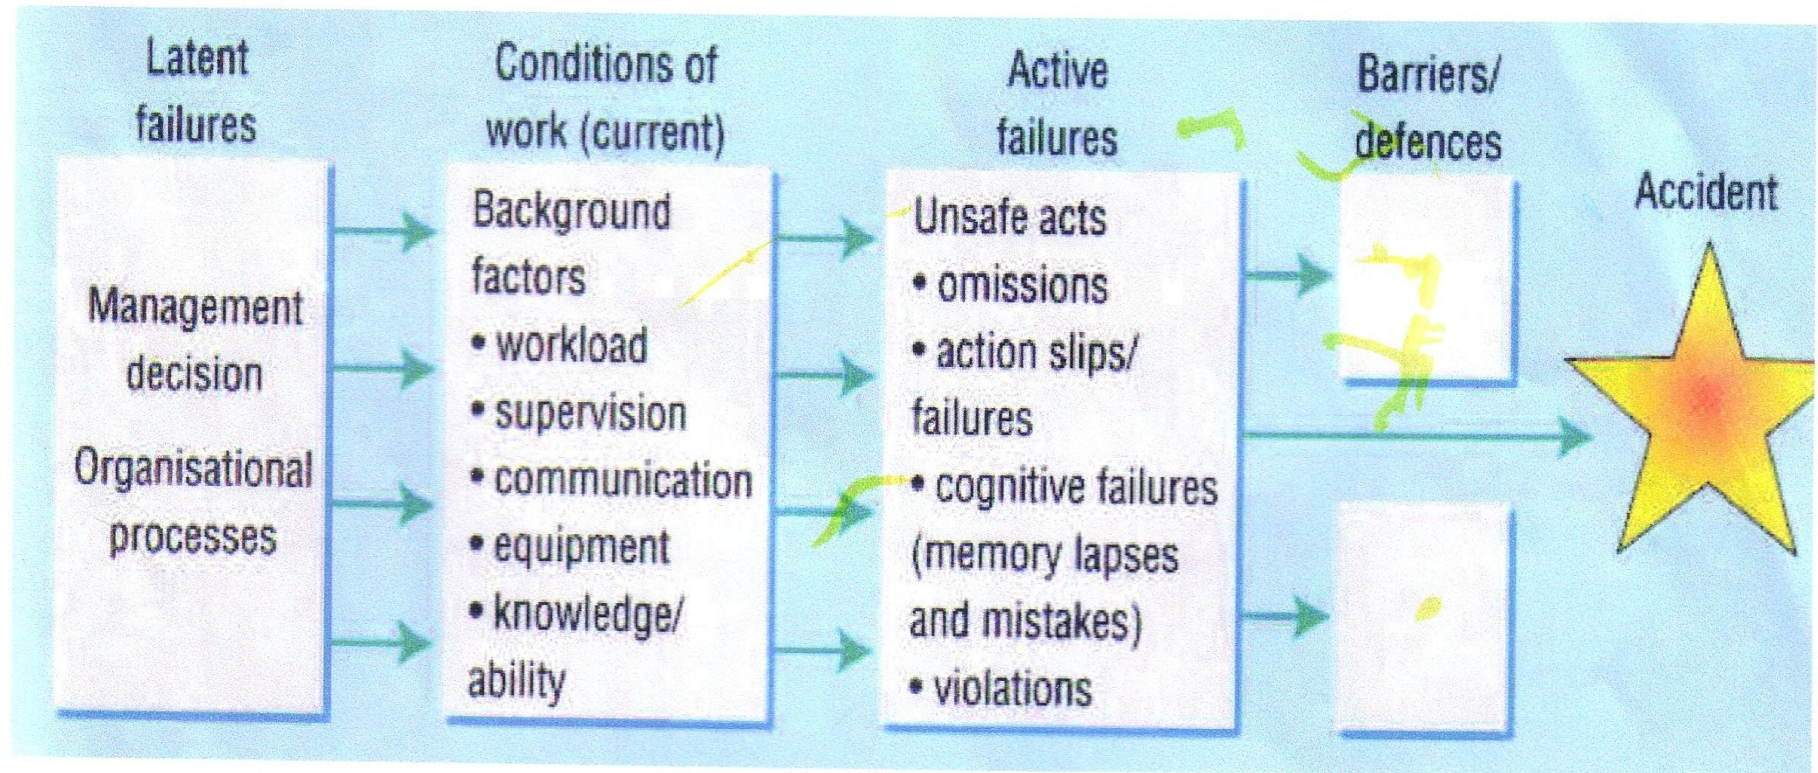 Latent
failures
Management
decision
Organisational
processes
Conditions of
work (current)
Background
factors
• workload
• supervision
• communication
• equipment
• knowledge/
ability
Active
failures
Unsafe acts
• omissions
• action slips/
failures
• cognitive failures
(memory lapses
and mistakes)
• violations
Barriers/
defences
Accident